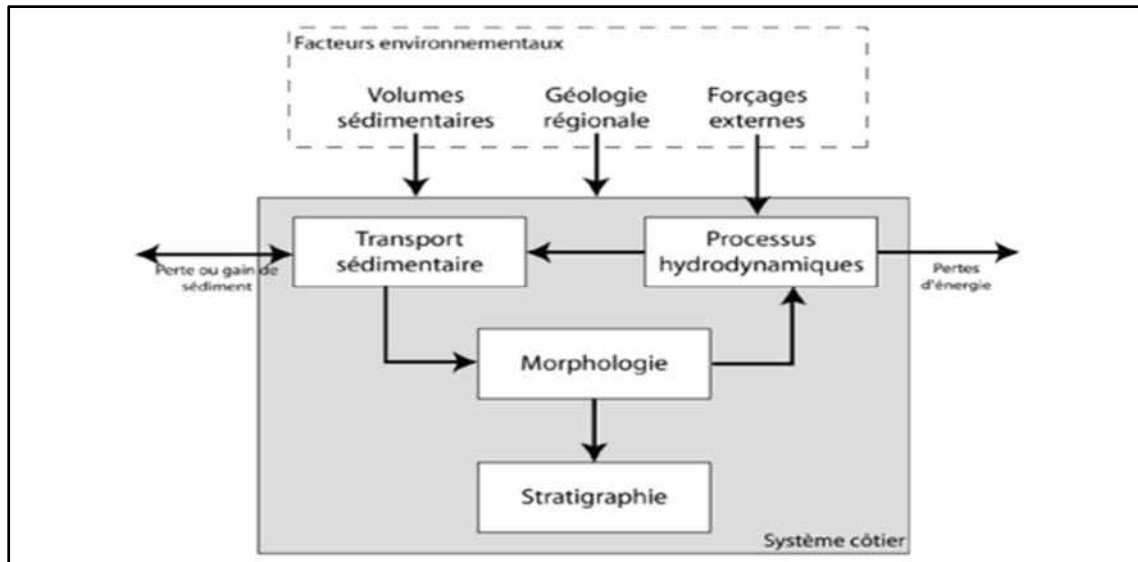 Facteurs environnementaux
Volumes
sédimentaires
Géologie
régionale
Forçages
externes
Transport
sédimentaire
Processus
hydrodynamiques
Perte ou gain de
sédiment
Pertes
d'énergie
Morphologie
Stratigraphie
Système côtier